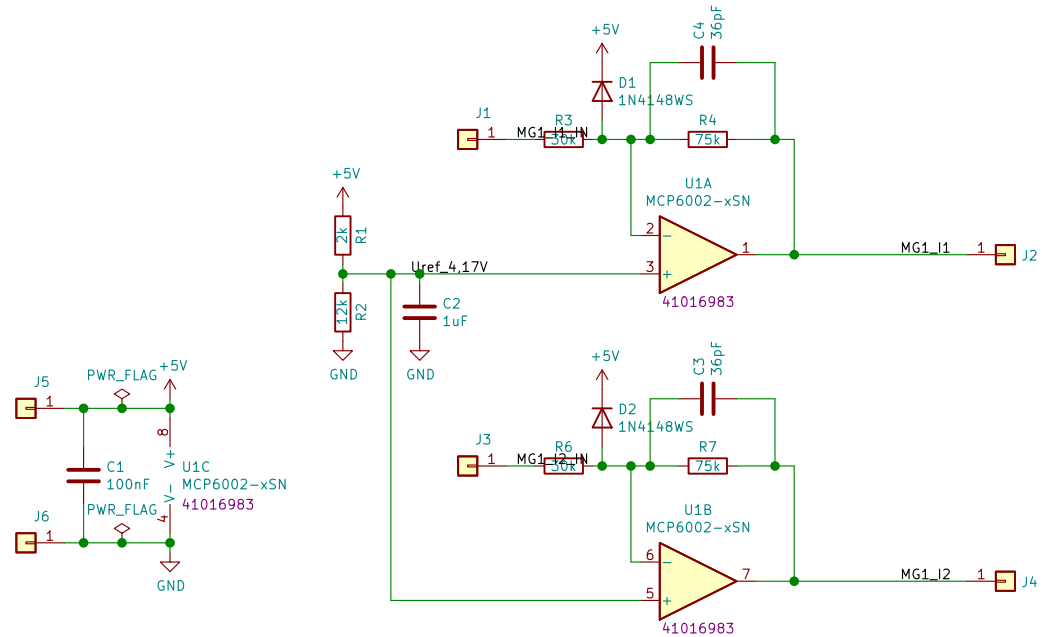 +5V
C4
36pF
D1
1N4148WS
J1
1
MG1_I1_IN
R3
30k
R4
75k
+5V
U1A
MCP6002-xSN
2k
R1
2
3
1
MG1_I1
1
J2
Uref_4,17V
41016983
12k
R2
C2
1uF
GND
GND
+5V
C3
36pF
D2
1N4148WS
J3
1
MG1_I2_IN
R6
30k
R7
75k
J5
1
PWR_FLAG
+5V
8
V+
C1
100nF
U1C
MCP6002-xSN
41016983
V-
4
PWR_FLAG
J6
1
GND
U1B
MCP6002-xSN
6
5
7
MG1_I2
1
J4
41016983